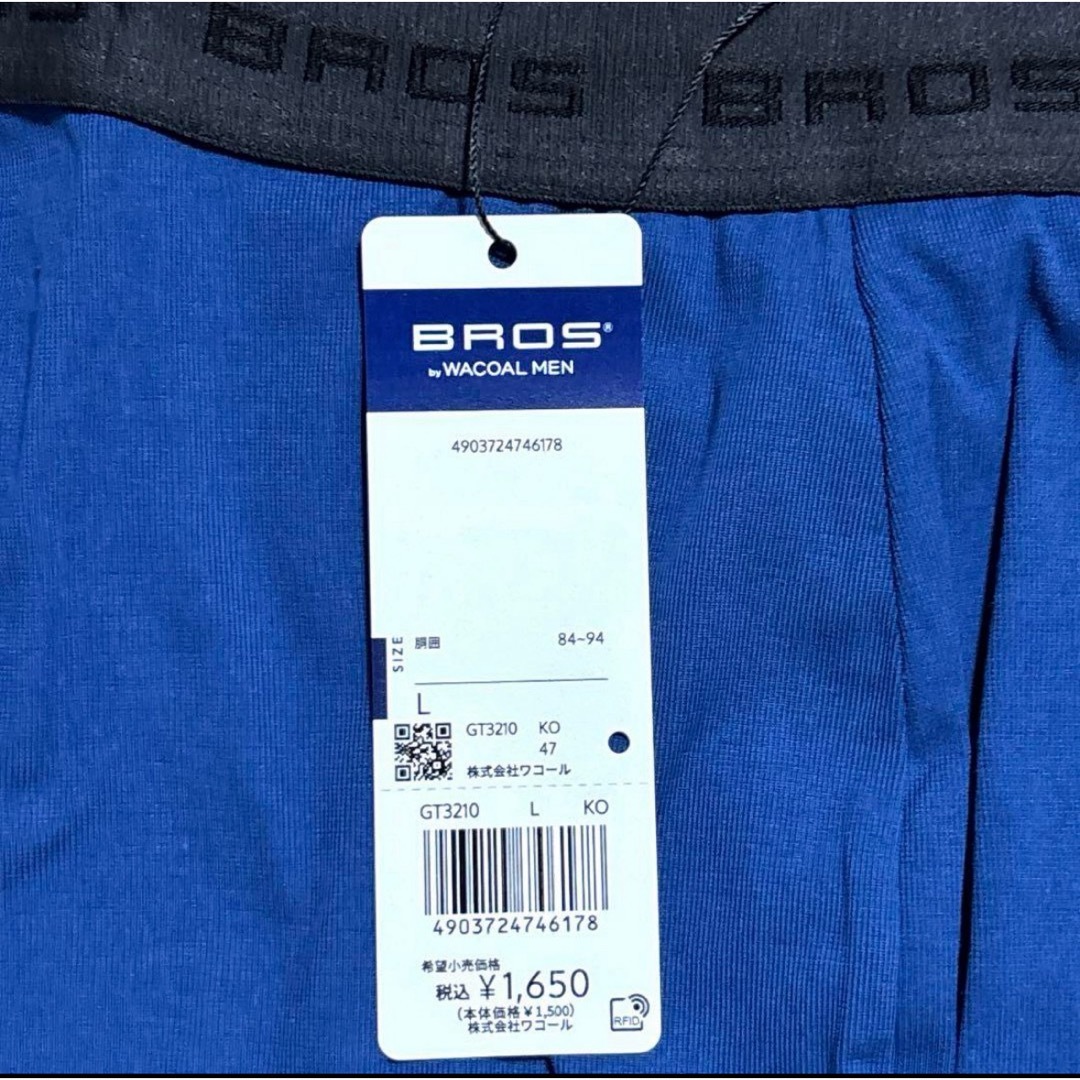 BROS BROS
BROS®
by WACOAL MEN
4903724746178
SIZE
胴囲 84~94
L
GT3210 KO
47
株式会社ワコール
GT3210 L KO
4903724746178
希望小売価格
税込 ¥1,650
(本体価格¥1,500)
株式会社ワコール
RFID